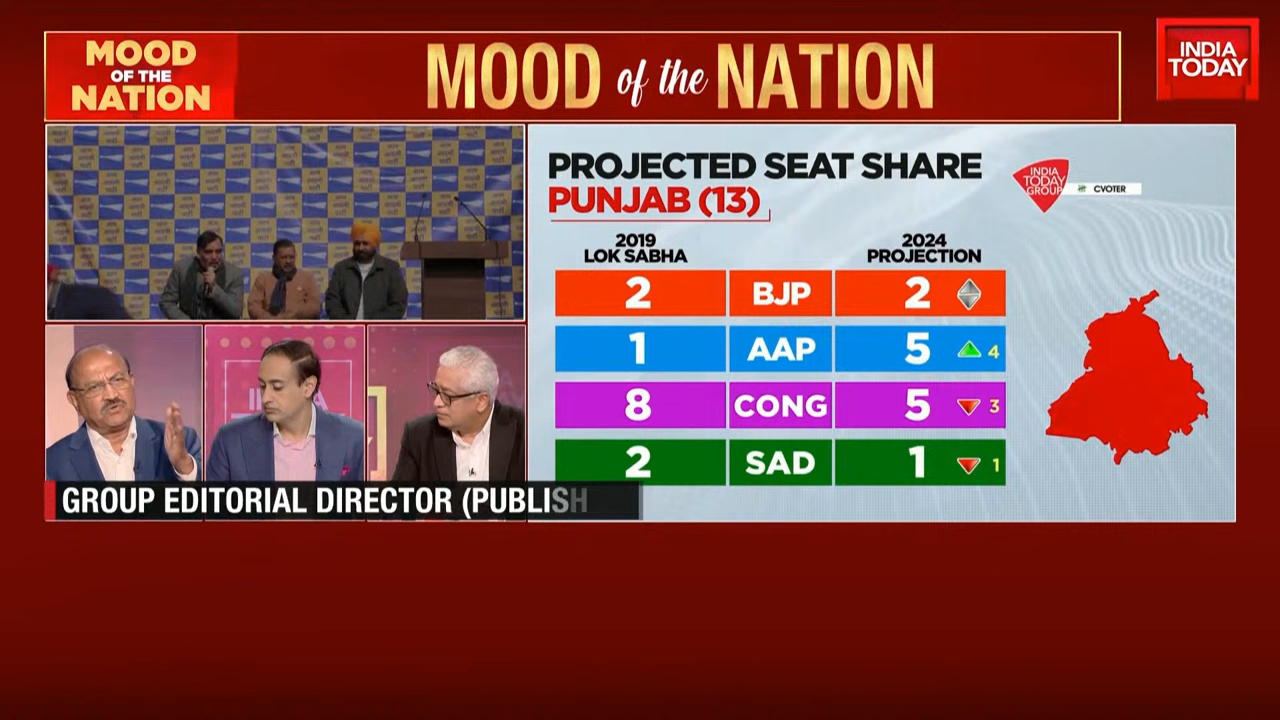 MOOD
OF THE
NATION
MOOD of the NATION
INDIA
TODAY
PROJECTED SEAT SHARE
PUNJAB (13)
INDIA
TODAY
GROUP
CVOTER
2019
LOK SABHA
2024
PROJECTION
2 BJP 2
1 AAP 5 4
8 CONG 5 3
2 SAD 1 1
GROUP EDITORIAL DIRECTOR (PUBLISH